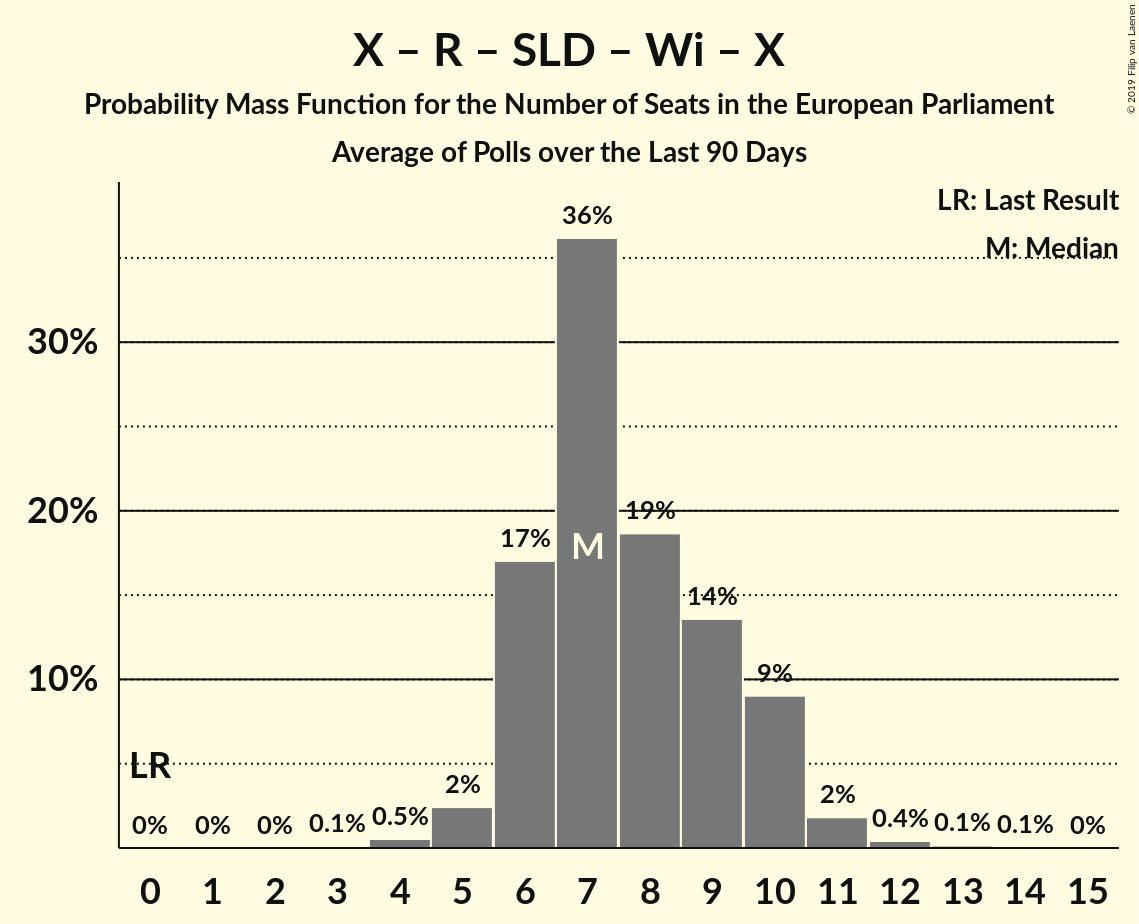 X – R – SLD – Wi – X
Probability Mass Function for the Number of Seats in the European Parliament
Average of Polls over the Last 90 Days
© 2019 Filip van Laenen
LR: Last Result
M: Median
30%
20%
10%
36%
19%
17%
M
14%
9%
LR
2%
2%
0% 0% 0% 0.1% 0.5% 0.4% 0.1% 0.1% 0%
0 1 2 3 4 5 6 7 8 9 10 11 12 13 14 15